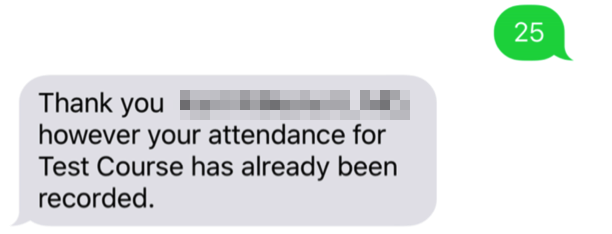 25
Thank you
however your attendance for
Test Course has already been
recorded.